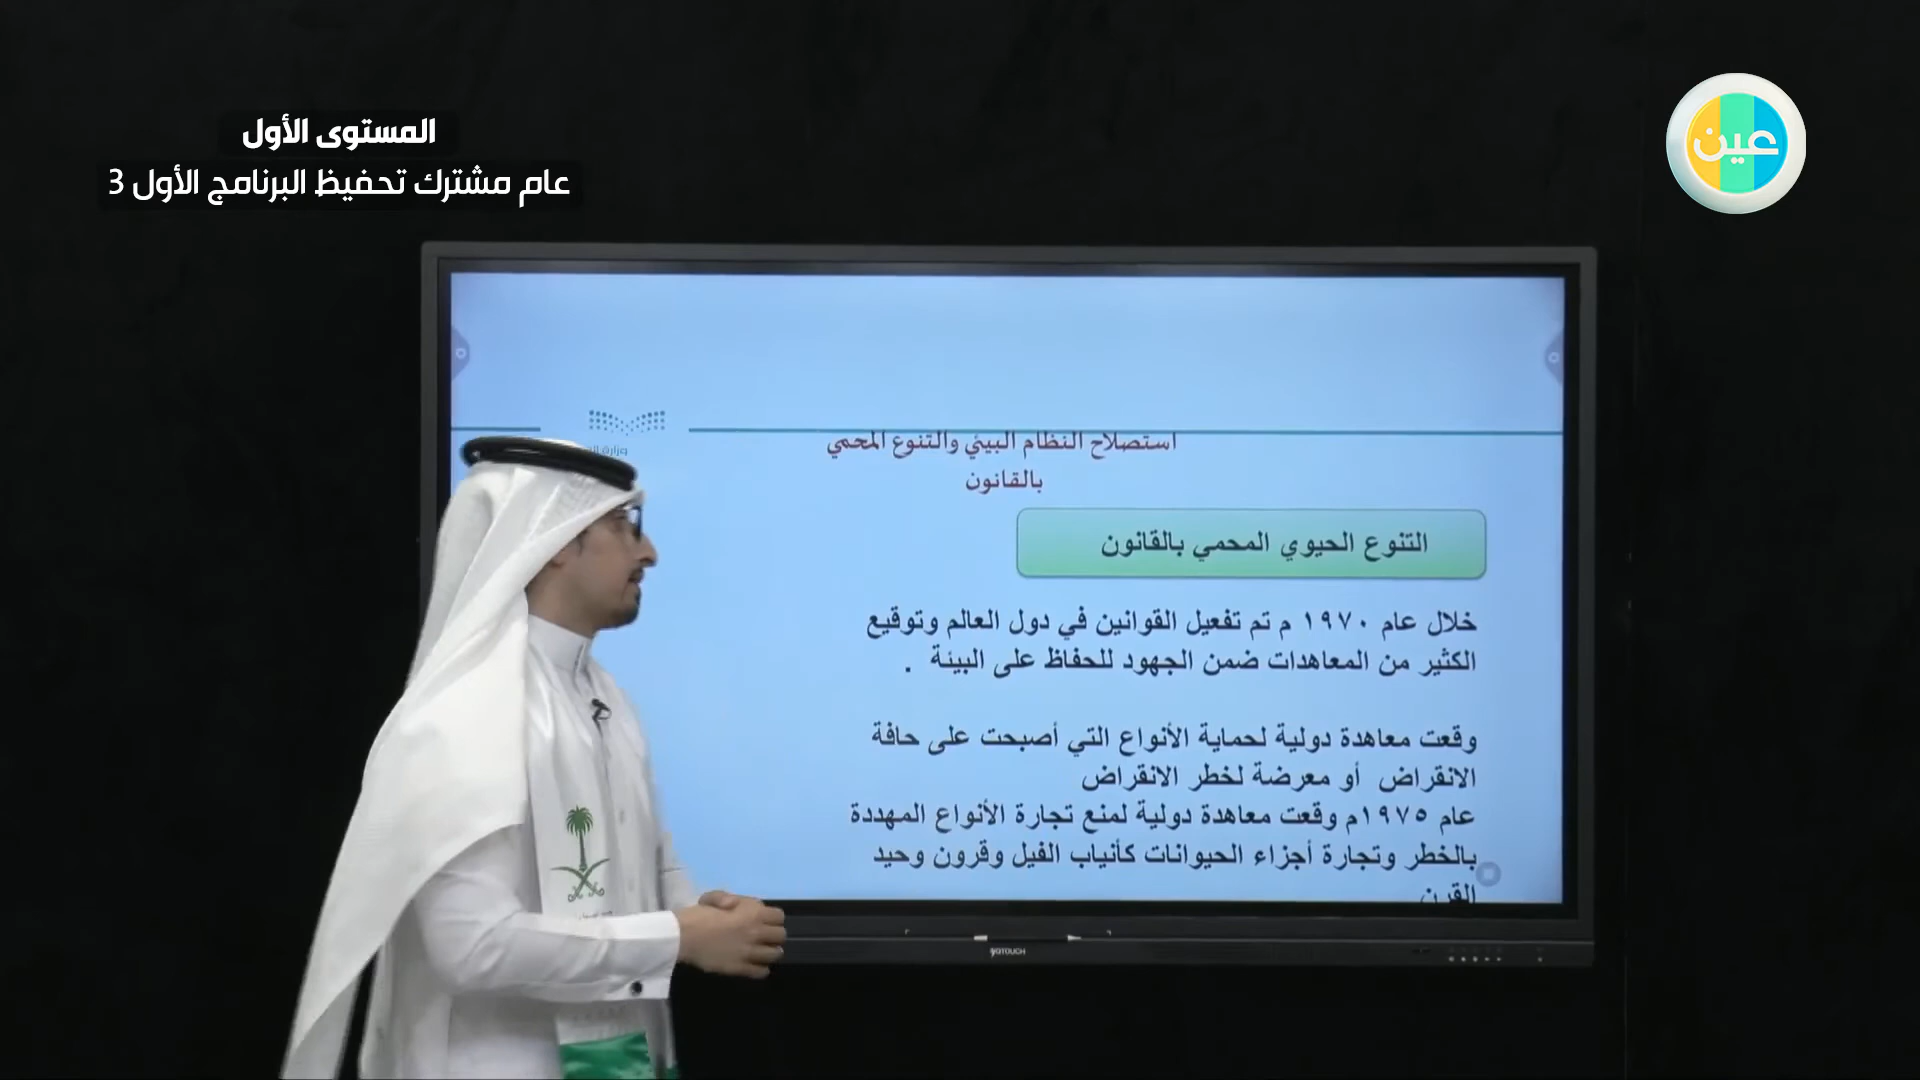 المستوى الأول
عام مشترك تحفيظ البرنامج الأول 3
عين
استصلاح النظام البيئي والتنوع المحمي
بالقانون
التنوع الحيوي المحمي بالقانون
خلال عام ١٩٧٠ م تم تفعيل القوانين في دول العالم وتوقيع
الكثير من المعاهدات ضمن الجهود للحفاظ على البيئة .
وقعت معاهدة دولية لحماية الأنواع التي أصبحت على حافة
الانقراض أو معرضة لخطر الانقراض
عام ١٩٧٥م وقعت معاهدة دولية لمنع تجارة الأنواع المهددة
بالخطر وتجارة أجزاء الحيوانات كأنياب الفيل وقرون وحيد
القرن